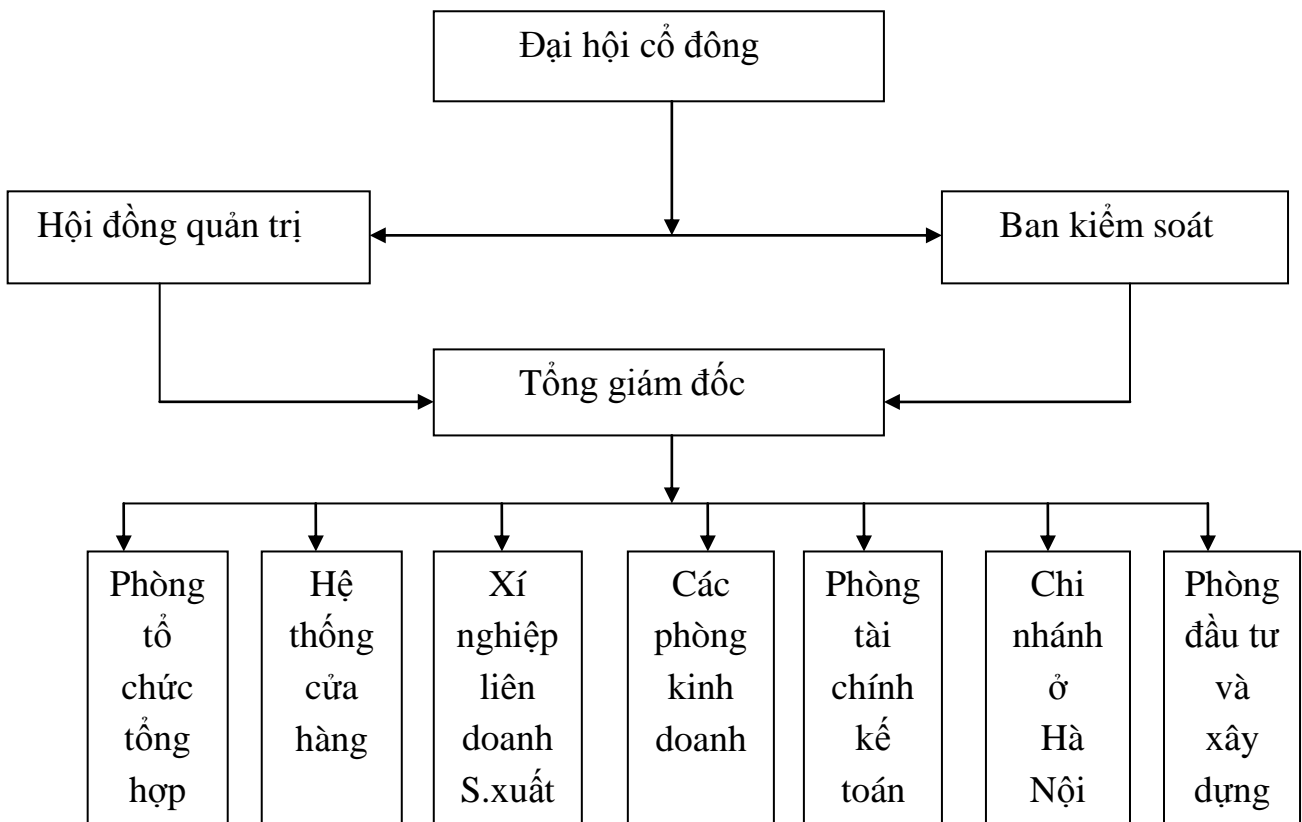 Đại hội cổ đông
Hội đồng quản trị
Ban kiểm soát
Tổng giám đốc
Phòng
tổ
chức
tổng
hợp
Hệ
thống
cửa
hàng
Xí
nghiệp
liên
doanh
S.xuất
Các
phòng
kinh
doanh
Phòng
tài
chính
kế
toán
Chi
nhánh
ở
Hà
Nội
Phòng
đầu tư
và
xây
dựng